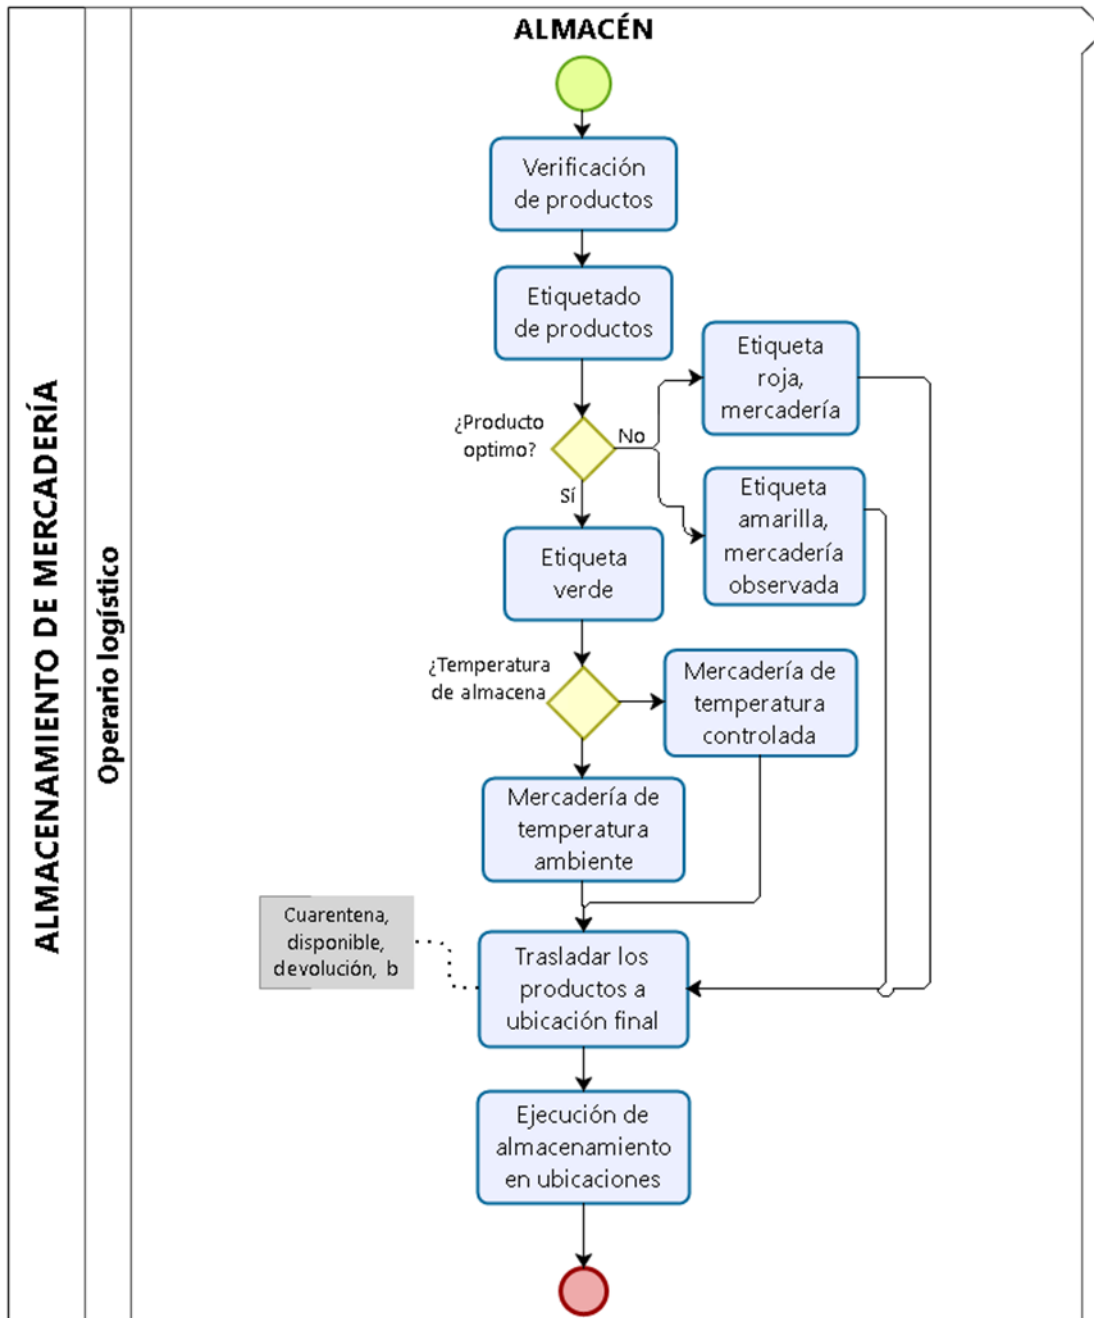 ALMACÉN
ALMACENAMIENTO DE MERCADERÍA
Operario logístico
Verificación
de productos
Etiquetado
de productos
¿Producto
optimo?
No
Sí
Etiqueta
roja,
mercadería
Etiqueta
amarilla,
mercadería
observada
Etiqueta
verde
¿Temperatura
de almacena
Mercadería de
temperatura
controlada
Mercadería de
temperatura
ambiente
Cuarentena,
disponible,
devolución, b
Trasladar los
productos a
ubicación final
Ejecución de
almacenamiento
en ubicaciones